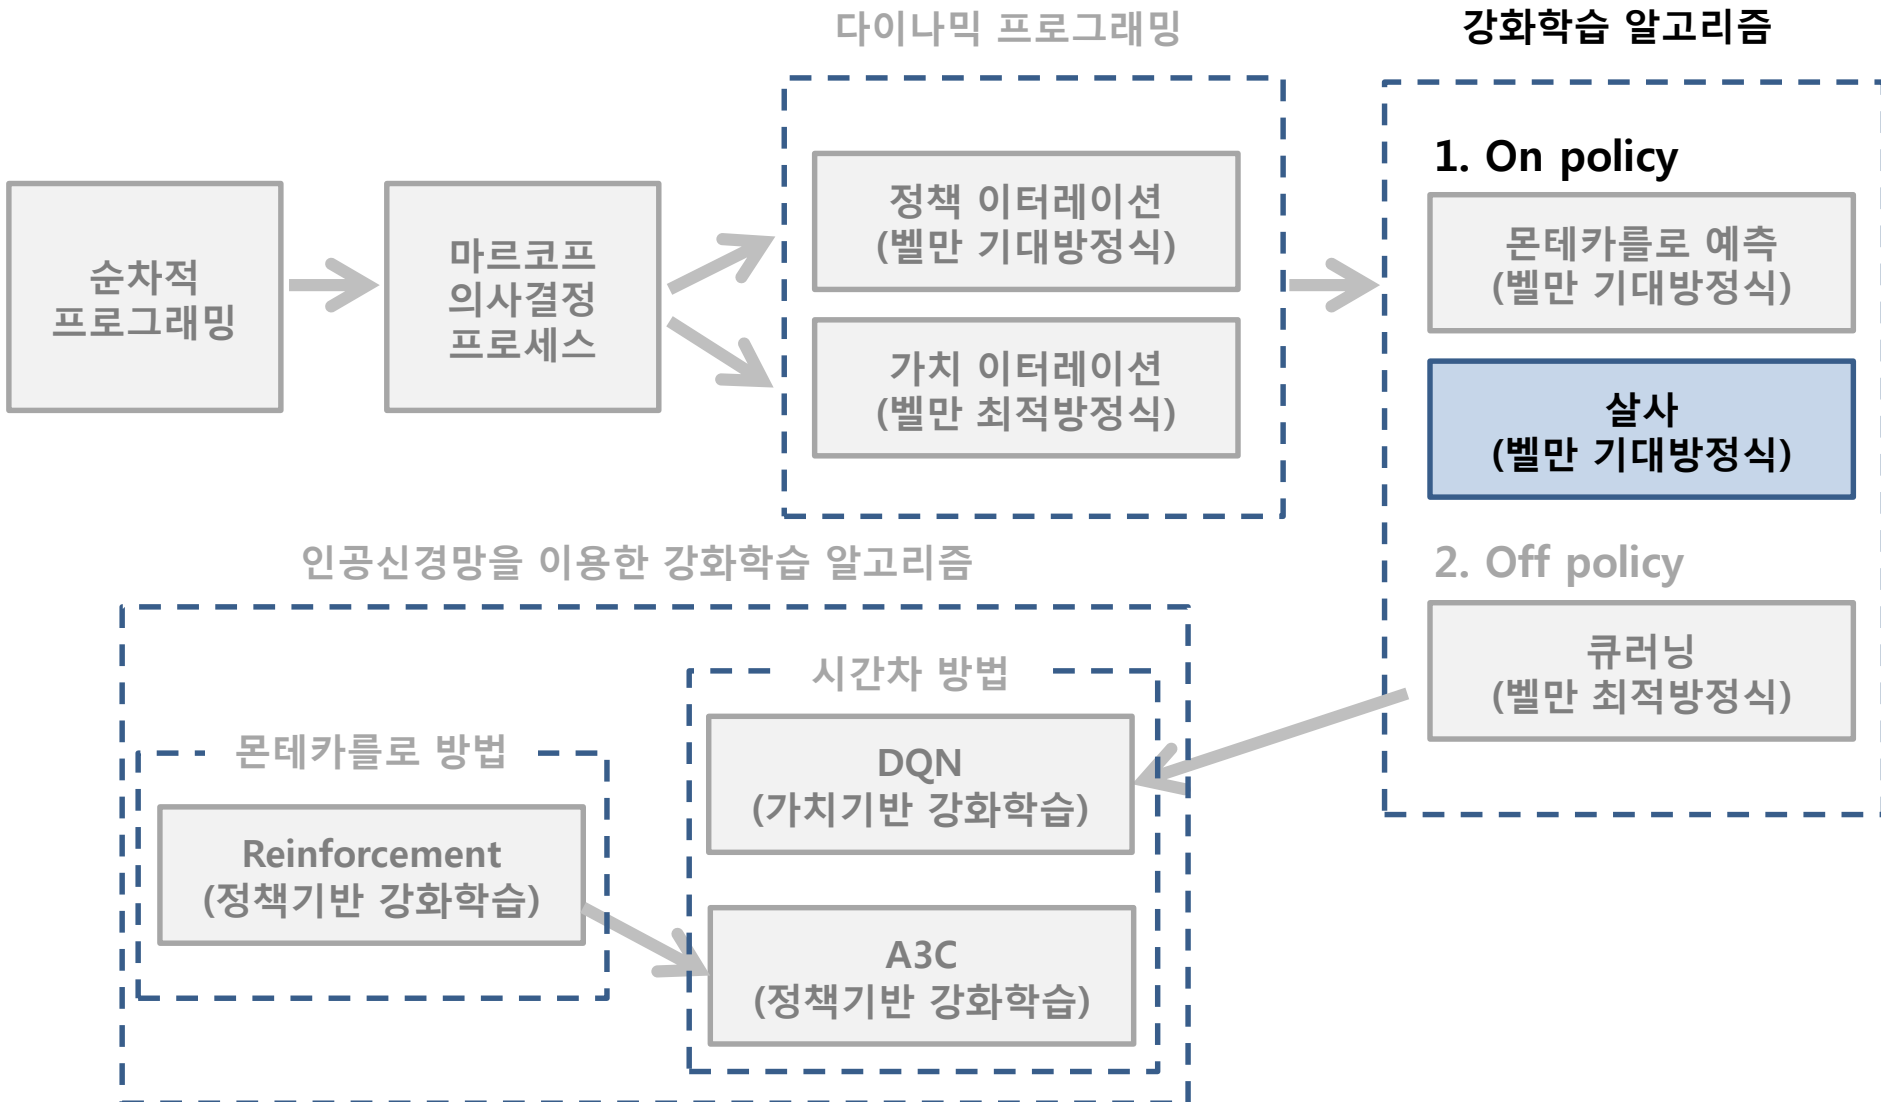 다이나믹 프로그래밍
강화학습 알고리즘
순차적
프로그래밍
마르코프
의사결정
프로세스
정책 이터레이션
(벨만 기대방정식)
가치 이터레이션
(벨만 최적방정식)
1. On policy
몬테카를로 예측
(벨만 기대방정식)
살사
(벨만 기대방정식)
2. Off policy
큐러닝
(벨만 최적방정식)
인공신경망을 이용한 강화학습 알고리즘
시간차 방법
DQN
(가치기반 강화학습)
몬테카를로 방법
Reinforcement
(정책기반 강화학습)
A3C
(정책기반 강화학습)